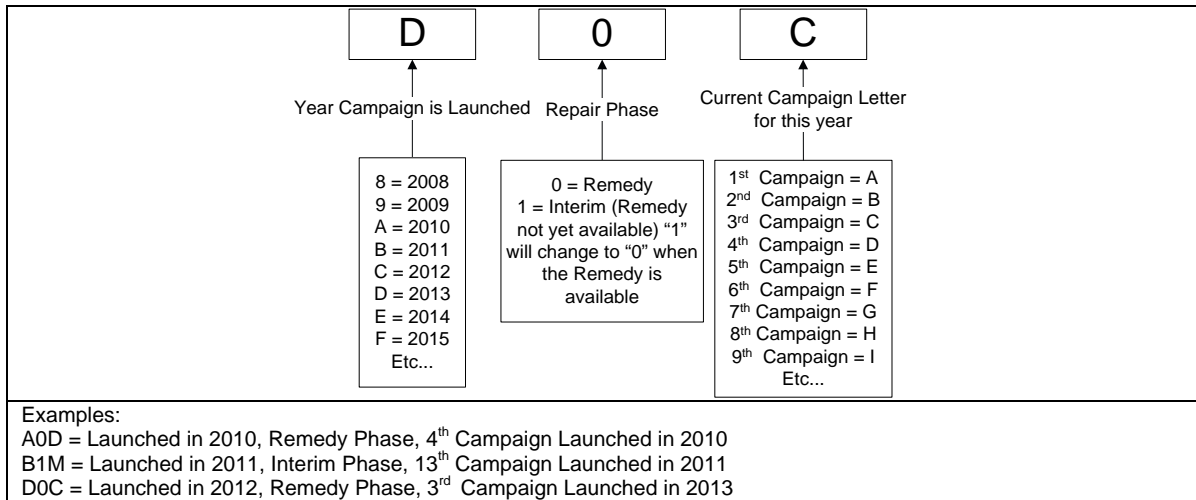 D 0 C
Year Campaign is Launched
Repair Phase
Current Campaign Letter
for this year
8 = 2008
9 = 2009
A = 2010
B = 2011
C = 2012
D = 2013
E = 2014
F = 2015
Etc...
0 = Remedy
1 = Interim (Remedy
not yet available) “1”
will change to “0” when
the Remedy is
available
1st Campaign = A
2nd Campaign = B
3rd Campaign = C
4th Campaign = D
5th Campaign = E
6th Campaign = F
7th Campaign = G
8th Campaign = H
9th Campaign = I
Etc...
Examples:
A0D = Launched in 2010, Remedy Phase, 4th Campaign Launched in 2010
B1M = Launched in 2011, Interim Phase, 13th Campaign Launched in 2011
D0C = Launched in 2012, Remedy Phase, 3rd Campaign Launched in 2013